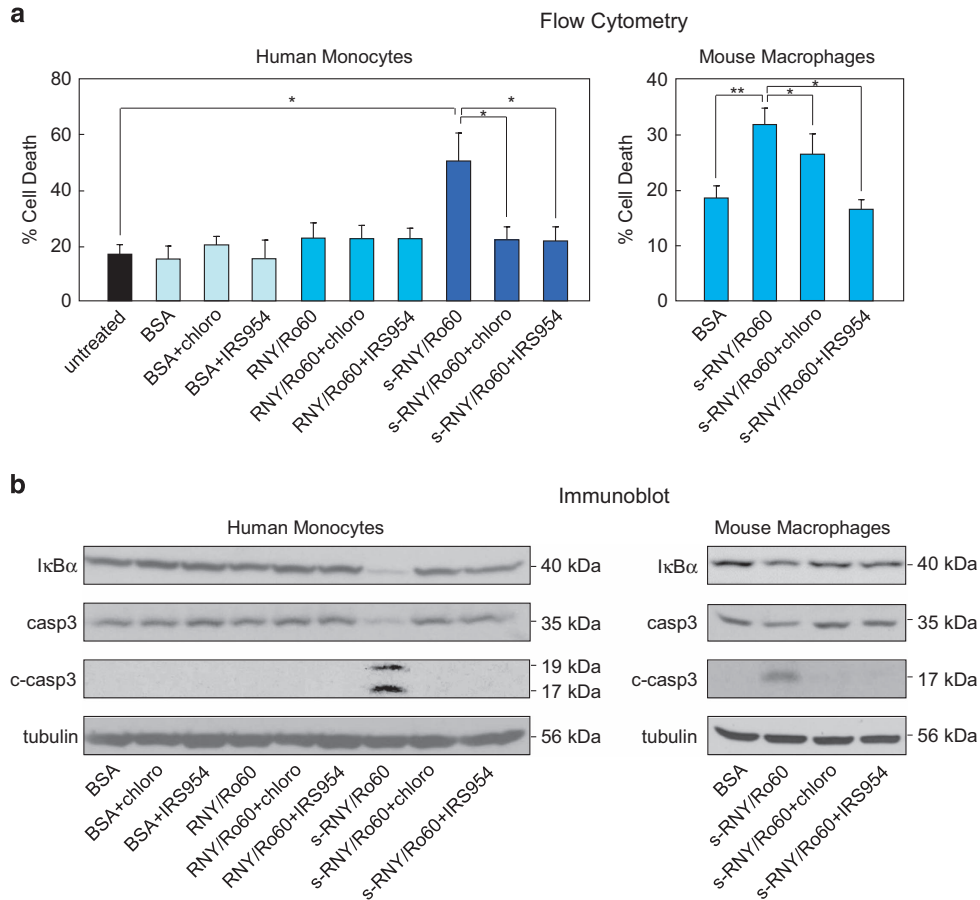 a
Flow Cytometry
Human Monocytes
Mouse Macrophages
% Cell Death
80
60
40
20
0
*
*
*
untreated
BSA
BSA+chloro
BSA+IRS954
RNY/Ro60
RNY/Ro60+chloro
RNY/Ro60+IRS954
s-RNY/Ro60
s-RNY/Ro60+chloro
s-RNY/Ro60+IRS954
% Cell Death
40
30
20
10
0
**
*
*
BSA
s-RNY/Ro60
s-RNY/Ro60+chloro
s-RNY/Ro60+IRS954
b
Immunoblot
Human Monocytes
Mouse Macrophages
IκBα
40 kDa
casp3
35 kDa
c-casp3
19 kDa
17 kDa
tubulin
56 kDa
BSA
BSA+chloro
BSA+IRS954
RNY/Ro60
RNY/Ro60+chloro
RNY/Ro60+IRS954
s-RNY/Ro60
s-RNY/Ro60+chloro
s-RNY/Ro60+IRS954
IκBα
40 kDa
casp3
35 kDa
c-casp3
17 kDa
tubulin
56 kDa
BSA
s-RNY/Ro60
s-RNY/Ro60+chloro
s-RNY/Ro60+IRS954